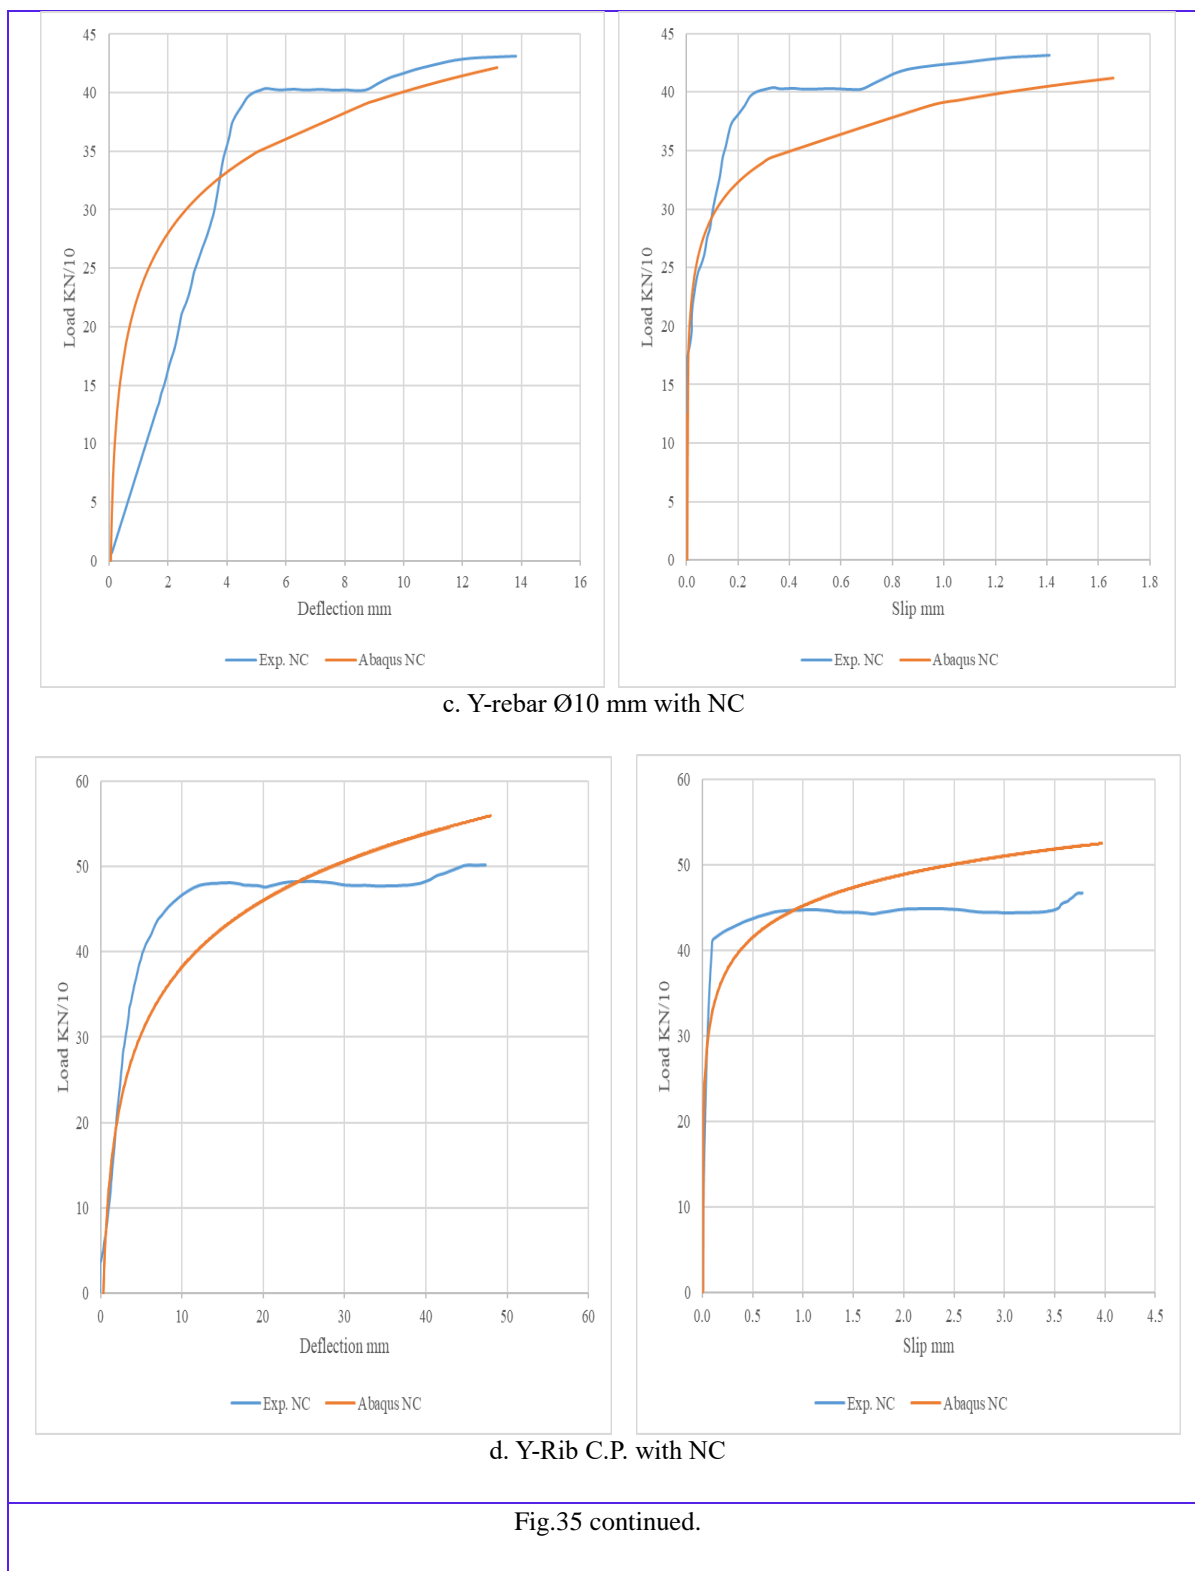 45
40
35
30
25
20
15
10
5
0
Load KN/10
0 2 4 6 8 10 12 14 16
Deflection mm
Exp. NC Abaqus NC
45
40
35
30
25
20
15
10
5
0
Load KN/10
0.0 0.2 0.4 0.6 0.8 1.0 1.2 1.4 1.6 1.8
Slip mm
Exp. NC Abaqus NC
c. Y-rebar Ø10 mm with NC
60
50
40
30
20
10
0
Load KN/10
0 10 20 30 40 50 60
Deflection mm
Exp. NC Abaqus NC
60
50
40
30
20
10
0
Load KN/10
0.0 0.5 1.0 1.5 2.0 2.5 3.0 3.5 4.0 4.5
Slip mm
Exp. NC Abaqus NC
d. Y-Rib C.P. with NC
Fig.35 continued.